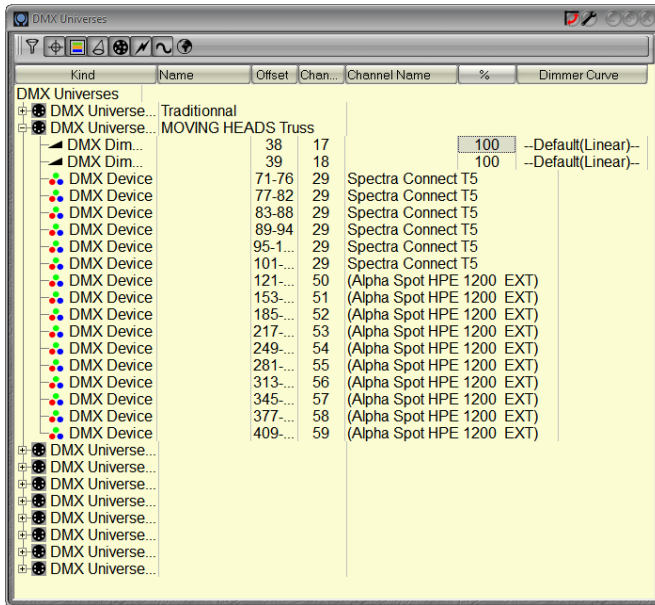 DMX Universes
Kind Name Offset Chan... Channel Name % Dimmer Curve
DMX Universes
DMX Universe... Traditionnal
DMX Universe... MOVING HEADS Truss
DMX Dim... 38 17 100 --Default(Linear)--
DMX Dim... 39 18 100 --Default(Linear)--
DMX Device 71-76 29 Spectra Connect T5
DMX Device 77-82 29 Spectra Connect T5
DMX Device 83-88 29 Spectra Connect T5
DMX Device 89-94 29 Spectra Connect T5
DMX Device 95-1... 29 Spectra Connect T5
DMX Device 101-... 29 Spectra Connect T5
DMX Device 121-... 50 (Alpha Spot HPE 1200 EXT)
DMX Device 153-... 51 (Alpha Spot HPE 1200 EXT)
DMX Device 185-... 52 (Alpha Spot HPE 1200 EXT)
DMX Device 217-... 53 (Alpha Spot HPE 1200 EXT)
DMX Device 249-... 54 (Alpha Spot HPE 1200 EXT)
DMX Device 281-... 55 (Alpha Spot HPE 1200 EXT)
DMX Device 313-... 56 (Alpha Spot HPE 1200 EXT)
DMX Device 345-... 57 (Alpha Spot HPE 1200 EXT)
DMX Device 377-... 58 (Alpha Spot HPE 1200 EXT)
DMX Device 409-... 59 (Alpha Spot HPE 1200 EXT)
DMX Universe...
DMX Universe...
DMX Universe...
DMX Universe...
DMX Universe...
DMX Universe...
DMX Universe...
DMX Universe...